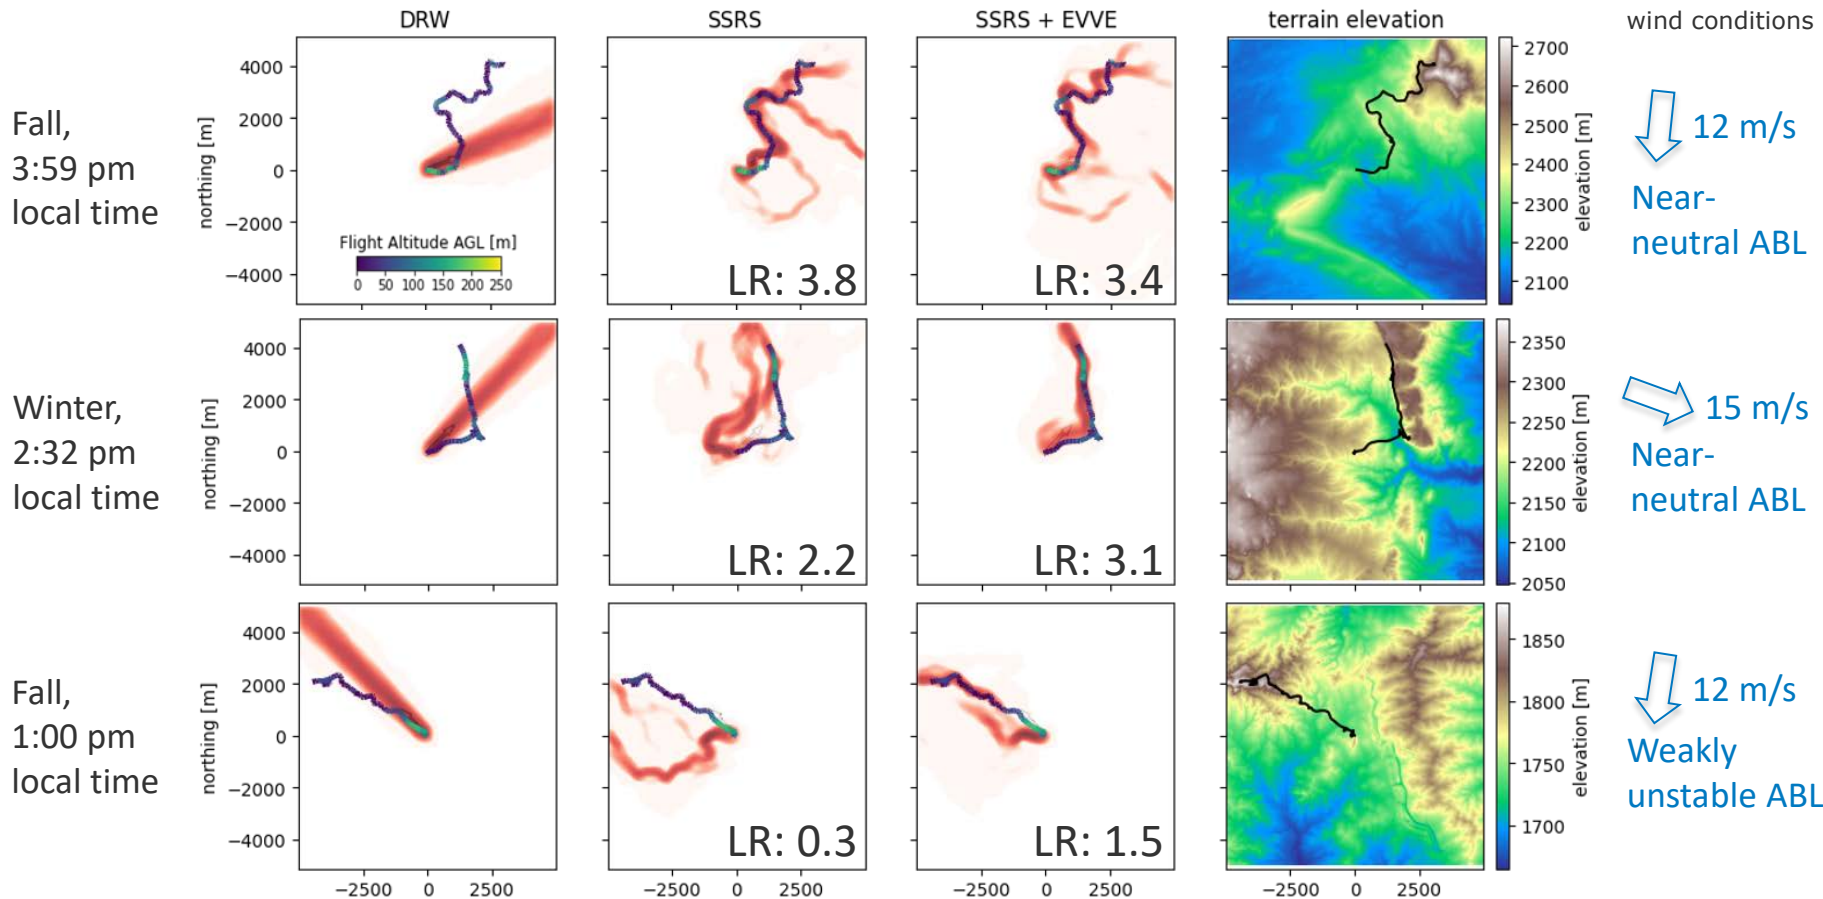 DRW
SSRS
SSRS + EVVE
terrain elevation
wind conditions
Fall,
3:59 pm
local time
northing [m]
4000
2000
0
−2000
−4000
Flight Altitude AGL [m]
0 50 100 150 200 250
LR: 3.8
LR: 3.4
2700
2600
2500
2400
2300
2200
2100
elevation [m]
12 m/s
Near-
neutral ABL
Winter,
2:32 pm
local time
northing [m]
4000
2000
0
−2000
−4000
LR: 2.2
LR: 3.1
2350
2300
2250
2200
2150
2100
2050
elevation [m]
15 m/s
Near-
neutral ABL
Fall,
1:00 pm
local time
northing [m]
4000
2000
0
−2000
−4000
−2500 0 2500
LR: 0.3
−2500 0 2500
LR: 1.5
−2500 0 2500
−2500 0 2500
1850
1800
1750
1700
elevation [m]
12 m/s
Weakly
unstable ABL